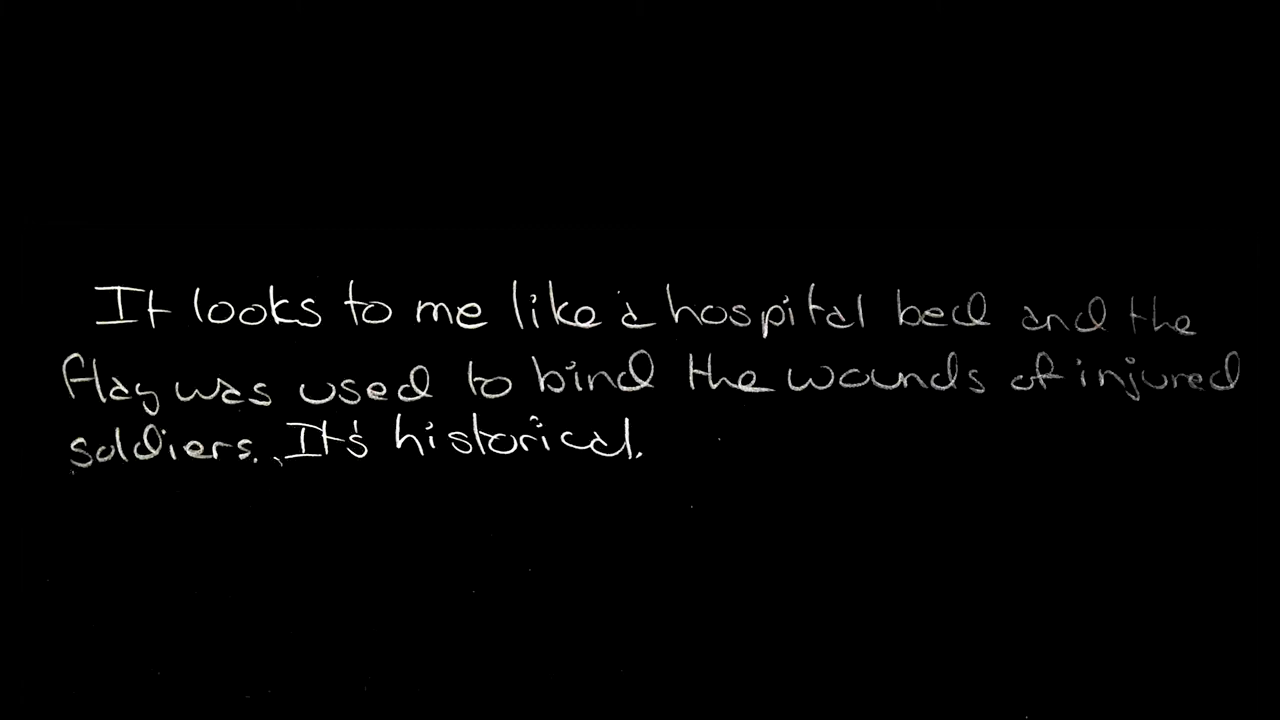 It looks to me like a hospital bed and the
flag was used to bind the wounds of injured
soldiers. It's historical.